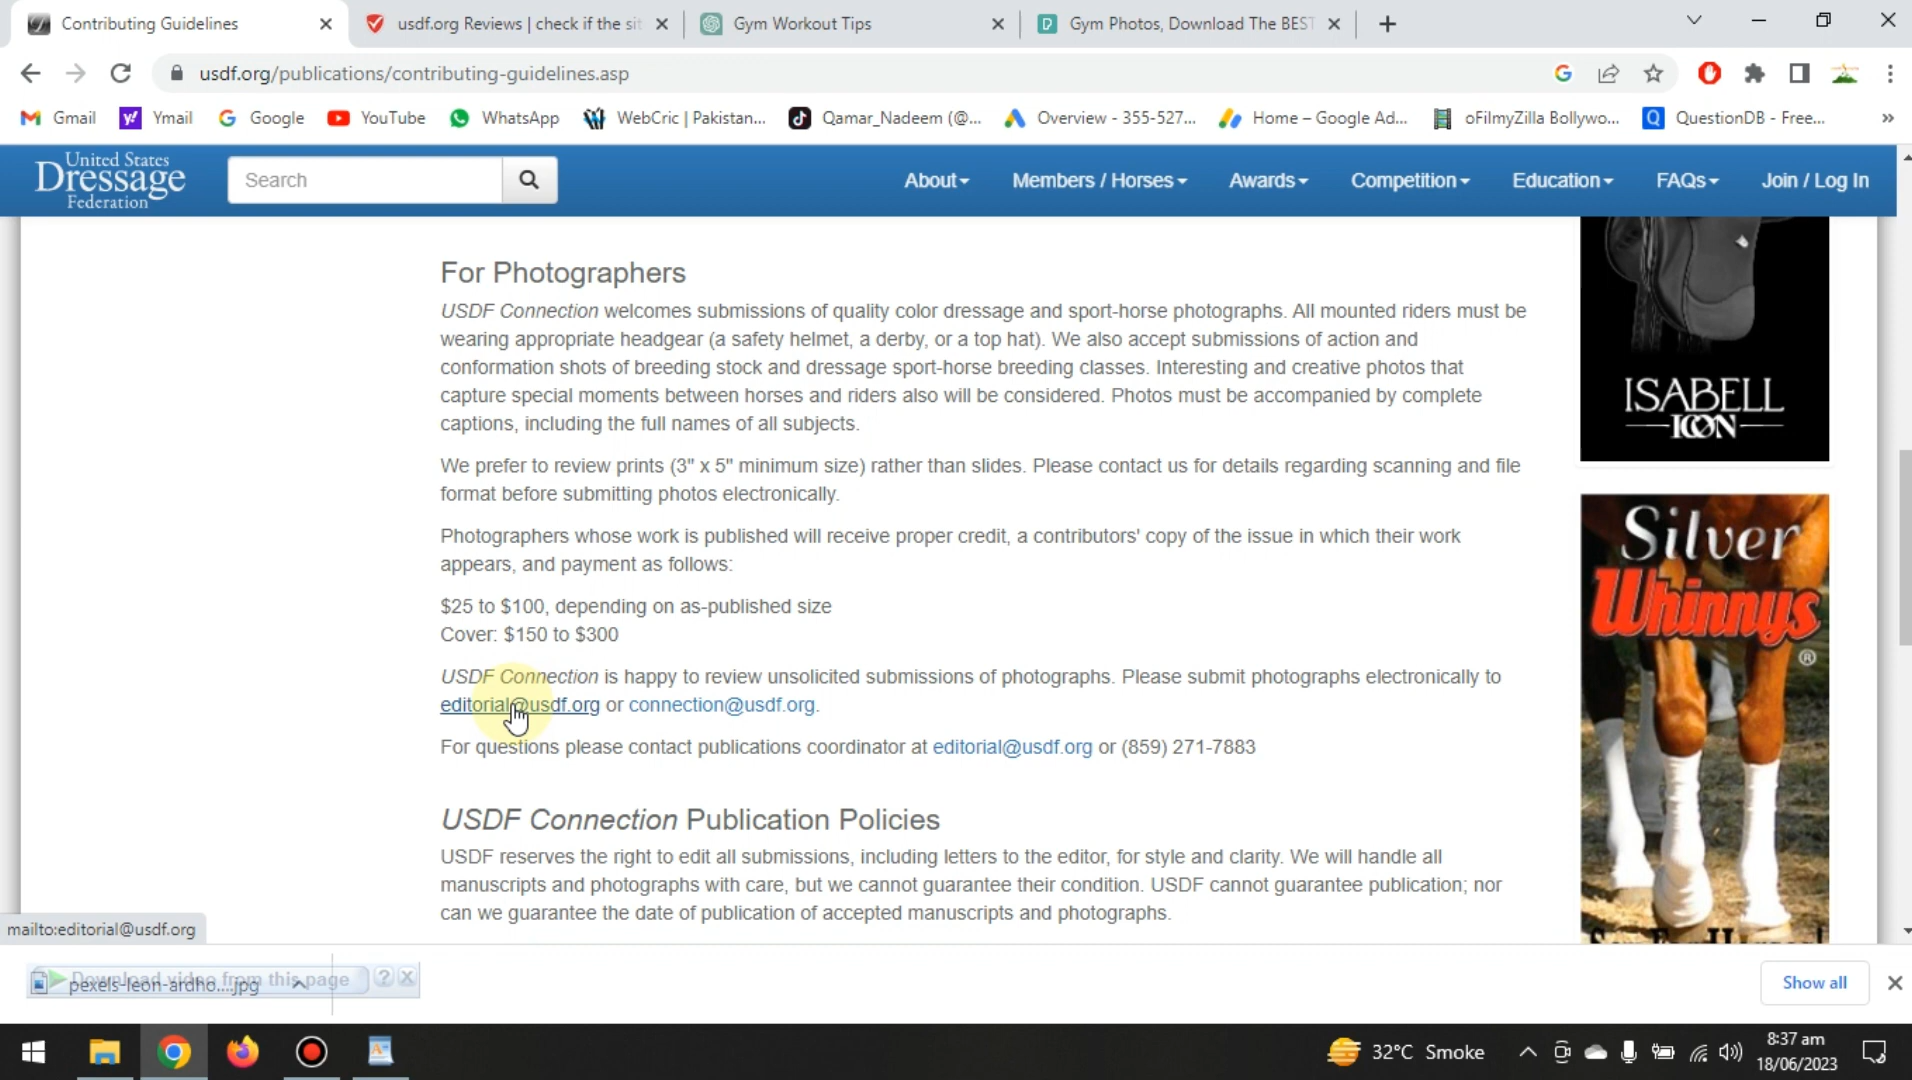 Contributing Guidelines
usdf.org Reviews | check if the sit
Gym Workout Tips
Gym Photos, Download The BEST
usdf.org/publications/contributing-guidelines.asp
Gmail
Ymail
Google
YouTube
WhatsApp
WebCric | Pakistan...
Qamar_Nadeem (@...
Overview - 355-527...
Home – Google Ad...
oFilmyZilla Bollywo...
QuestionDB - Free...
»
United States
Dressage
Federation
Search
About
Members / Horses
Awards
Competition
Education
FAQs
Join / Log In
For Photographers
USDF Connection welcomes submissions of quality color dressage and sport-horse photographs. All mounted riders must be
wearing appropriate headgear (a safety helmet, a derby, or a top hat). We also accept submissions of action and
conformation shots of breeding stock and dressage sport-horse breeding classes. Interesting and creative photos that
capture special moments between horses and riders also will be considered. Photos must be accompanied by complete
captions, including the full names of all subjects.
We prefer to review prints (3" x 5" minimum size) rather than slides. Please contact us for details regarding scanning and file
format before submitting photos electronically.
Photographers whose work is published will receive proper credit, a contributors' copy of the issue in which their work
appears, and payment as follows:
$25 to $100, depending on as-published size
Cover: $150 to $300
USDF Connection is happy to review unsolicited submissions of photographs. Please submit photographs electronically to
editorial@usdf.org or connection@usdf.org.
For questions please contact publications coordinator at editorial@usdf.org or (859) 271-7883
USDF Connection Publication Policies
USDF reserves the right to edit all submissions, including letters to the editor, for style and clarity. We will handle all
manuscripts and photographs with care, but we cannot guarantee their condition. USDF cannot guarantee publication; nor
can we guarantee the date of publication of accepted manuscripts and photographs.
ISABELL
ICON
Silver
Whinnys
®
mailto:editorial@usdf.org
Download video from this page
pexels-leon-ardho....jpg
Show all
32°C Smoke
8:37 am
18/06/2023